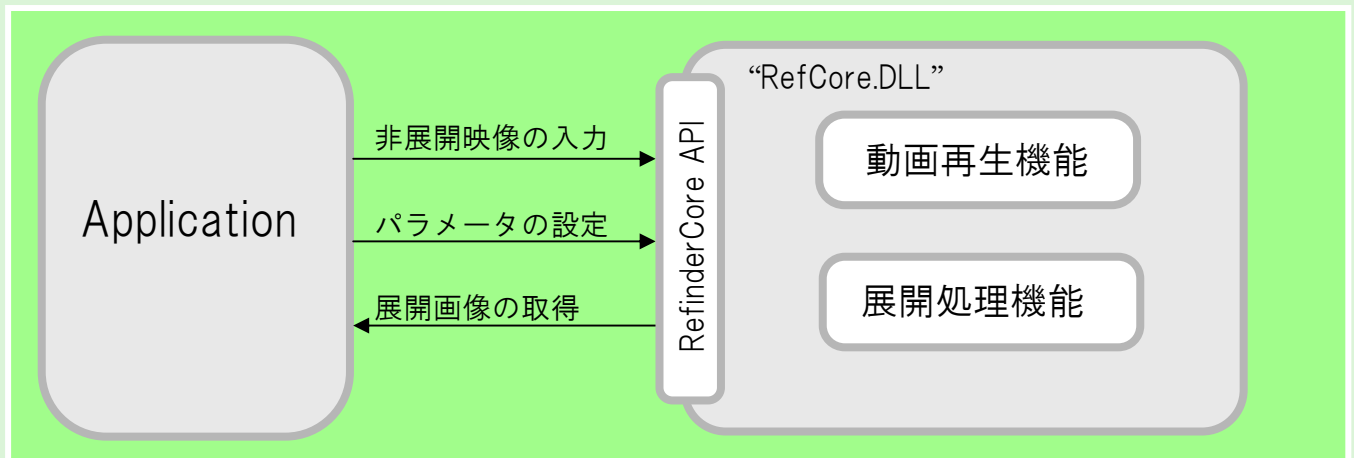 Application
非展開映像の入力
パラメータの設定
展開画像の取得
RefinderCore API
“RefCore.DLL”
動画再生機能
展開処理機能